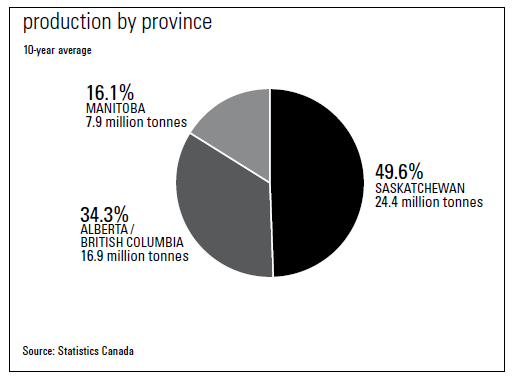 production by province
10-year average
16.1%
MANITOBA
7.9 million tonnes
49.6%
SASKATCHEWAN
24.4 million tonnes
34.3%
ALBERTA /
BRITISH COLUMBIA
16.9 million tonnes
Source: Statistics Canada